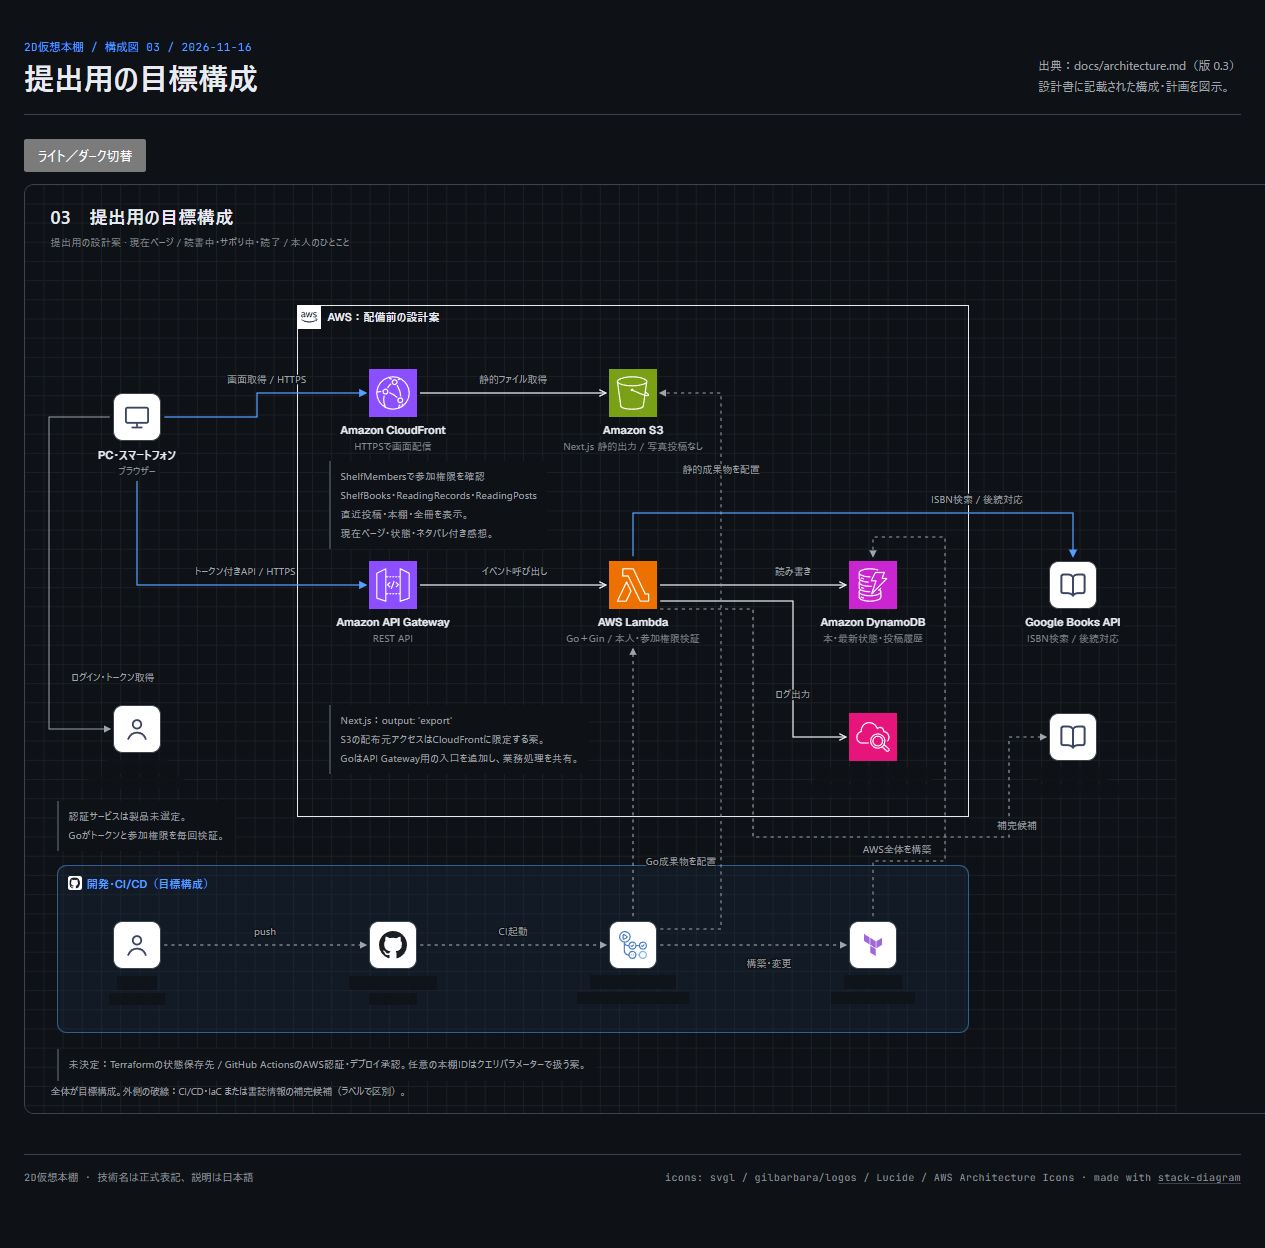 2D仮想本棚 / 構成図 03 / 2026-11-16
提出用の目標構成
出典：docs/architecture.md（版 0.3）
設計書に記載された構成・計画を図示。
ライト／ダーク切替
03 提出用の目標構成
提出用の設計案 · 現在ページ / 読書中・サボり中・読了 / 本人のひとこと
aws
AWS：配備前の設計案
画面取得 / HTTPS
静的ファイル取得
Amazon CloudFront
HTTPSで画面配信
Amazon S3
Next.js 静的出力 / 写真投稿なし
PC・スマートフォン
ブラウザー
静的成果物を配置
ShelfMembersで参加権限を確認
ShelfBooks・ReadingRecords・ReadingPosts
直近投稿・本棚・全冊を表示。
現在ページ・状態・ネタバレ付き感想。
ISBN検索 / 後続対応
トークン付きAPI / HTTPS
イベント呼び出し
読み書き
Amazon API Gateway
REST API
AWS Lambda
Go＋Gin / 本人・参加権限検証
Amazon DynamoDB
本・最新状態・投稿履歴
Google Books API
ISBN検索 / 後続対応
ログイン・トークン取得
ログ出力
Next.js：output: 'export'
S3の配布元アクセスはCloudFrontに限定する案。
GoはAPI Gateway用の入口を追加し、業務処理を共有。
認証サービスは製品未選定。
Goがトークンと参加権限を毎回検証。
補完候補
AWS全体を構築
Go成果物を配置
開発・CI/CD（目標構成）
push
CI起動
構築・変更
未決定：Terraformの状態保存先 / GitHub ActionsのAWS認証・デプロイ承認。任意の本棚IDはクエリパラメーターで扱う案。
全体が目標構成。外側の破線：CI/CD・IaC または書誌情報の補完候補（ラベルで区別）。
2D仮想本棚 · 技術名は正式表記、説明は日本語
icons: svgl / gilbarbara/logos / Lucide / AWS Architecture Icons · made with stack-diagram